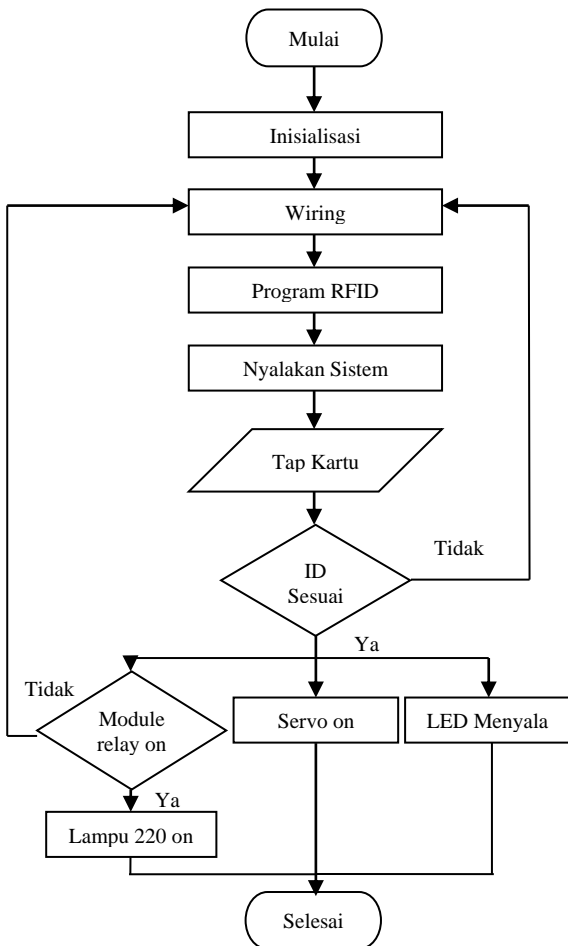 Mulai
Inisialisasi
Wiring
Program RFID
Nyalakan Sistem
Tap Kartu
Tidak
ID
Sesuai
Ya
Tidak
Module
relay on
Servo on
LED Menyala
Ya
Lampu 220 on
Selesai